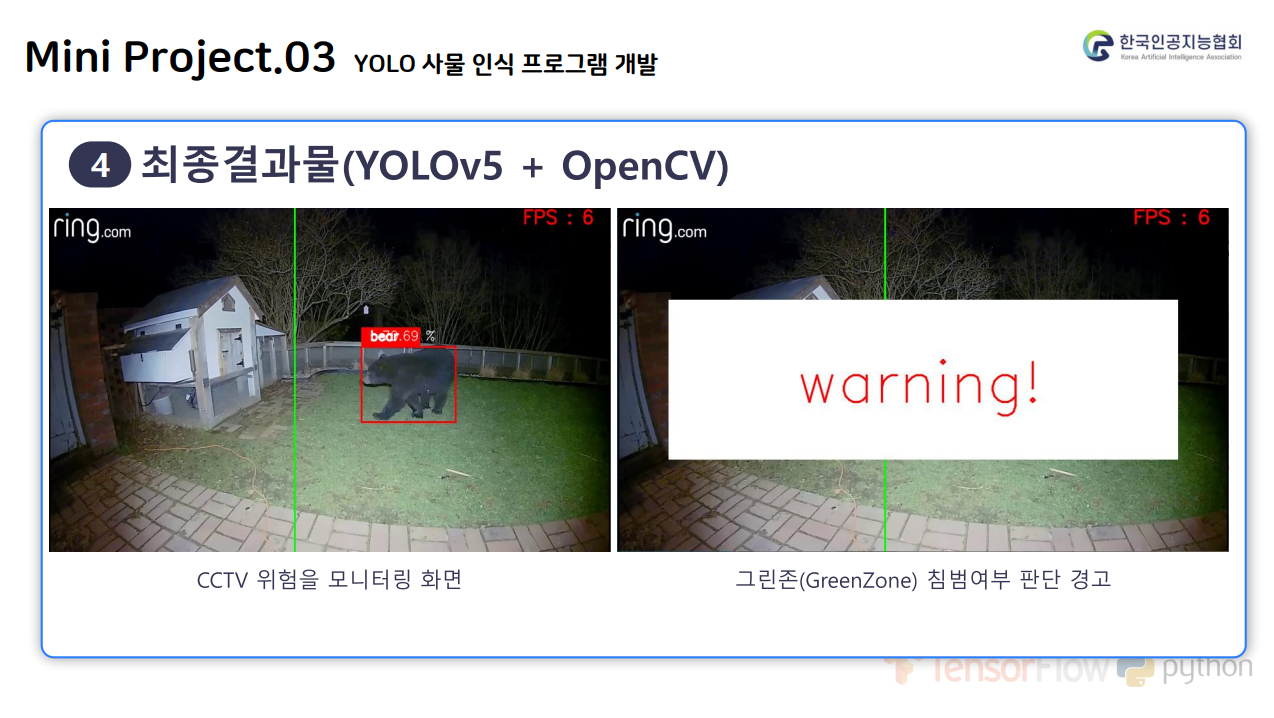 Mini Project.03 YOLO 사물 인식 프로그램 개발
한국인공지능협회
Korea Artificial Intelligence Association
4 최종결과물(YOLOv5 + OpenCV)
ring.com
FPS : 6
bear .69 %
ring.com
FPS : 6
warning!
CCTV 위험을 모니터링 화면
그린존(GreenZone) 침범여부 판단 경고
TensorFlow
python